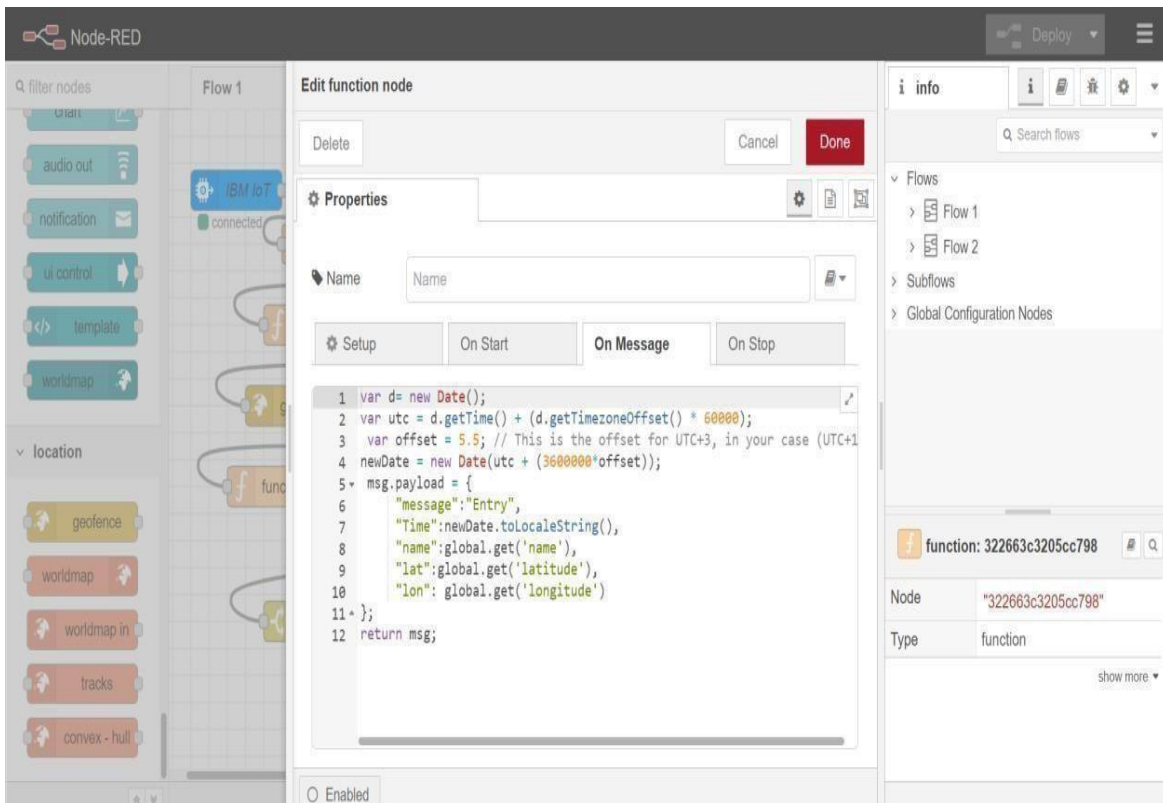 Node-RED
Deploy
filter nodes
chart
audio out
notification
ui control
</> template
worldmap
location
geofence
worldmap
worldmap in
tracks
convex - hull
Flow 1
IBM IoT
connected
g
f
func
f
Edit function node
Delete
Cancel
Done
Properties
Name
Name
Setup
On Start
On Message
On Stop
1 var d= new Date();
2 var utc = d.getTime() + (d.getTimezoneOffset() * 60000);
3 var offset = 5.5; // This is the offset for UTC+3, in your case (UTC+1
4 newDate = new Date(utc + (3600000*offset));
5 msg.payload = {
6 "message":"Entry",
7 "Time":newDate.toLocaleString(),
8 "name":global.get('name'),
9 "lat":global.get('latitude'),
10 "lon": global.get('longitude')
11 };
12 return msg;
Enabled
i info
i
Search flows
Flows
Flow 1
Flow 2
Subflows
Global Configuration Nodes
f function: 322663c3205cc798
Node "322663c3205cc798"
Type function
show more